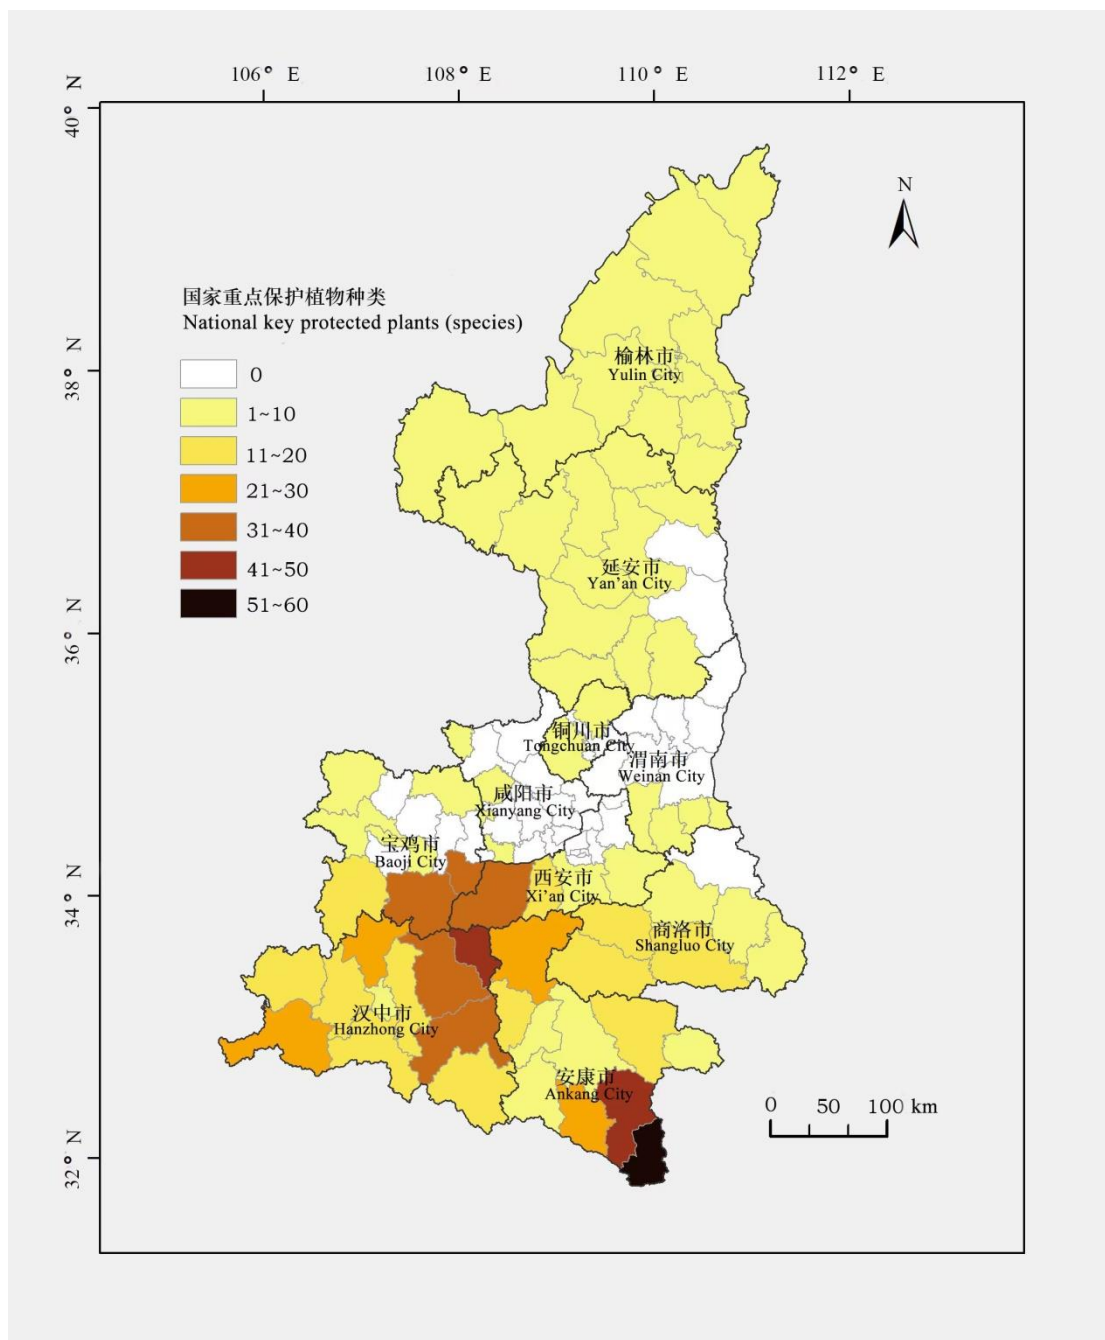 106° E
108° E
110° E
112° E
40° N
N
国家重点保护植物种类
National key protected plants (species)
0
1~10
11~20
21~30
31~40
41~50
51~60
38° N
榆林市
Yulin City
36° N
延安市
Yan'an City
铜川市
Tongchuan City
渭南市
Weinan City
咸阳市
Xianyang City
宝鸡市
Baoji City
34° N
西安市
Xi'an City
商洛市
Shangluo City
汉中市
Hanzhong City
安康市
Ankang City
0 50 100 km
32° N